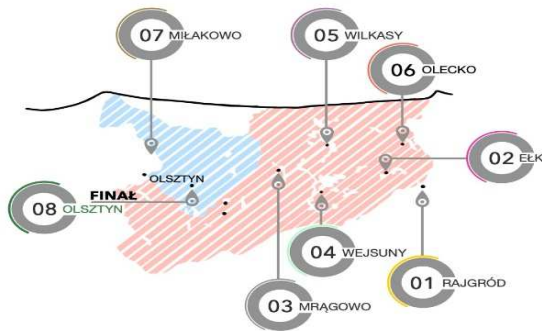 07 MIŁAKOWO
05 WILKASY
06 OLECKO
02 EŁK
OLSZTYN
FINAŁ
08 OLSZTYN
04 WEJSUNY
01 RAJGRÓD
03 MRĄGOWO